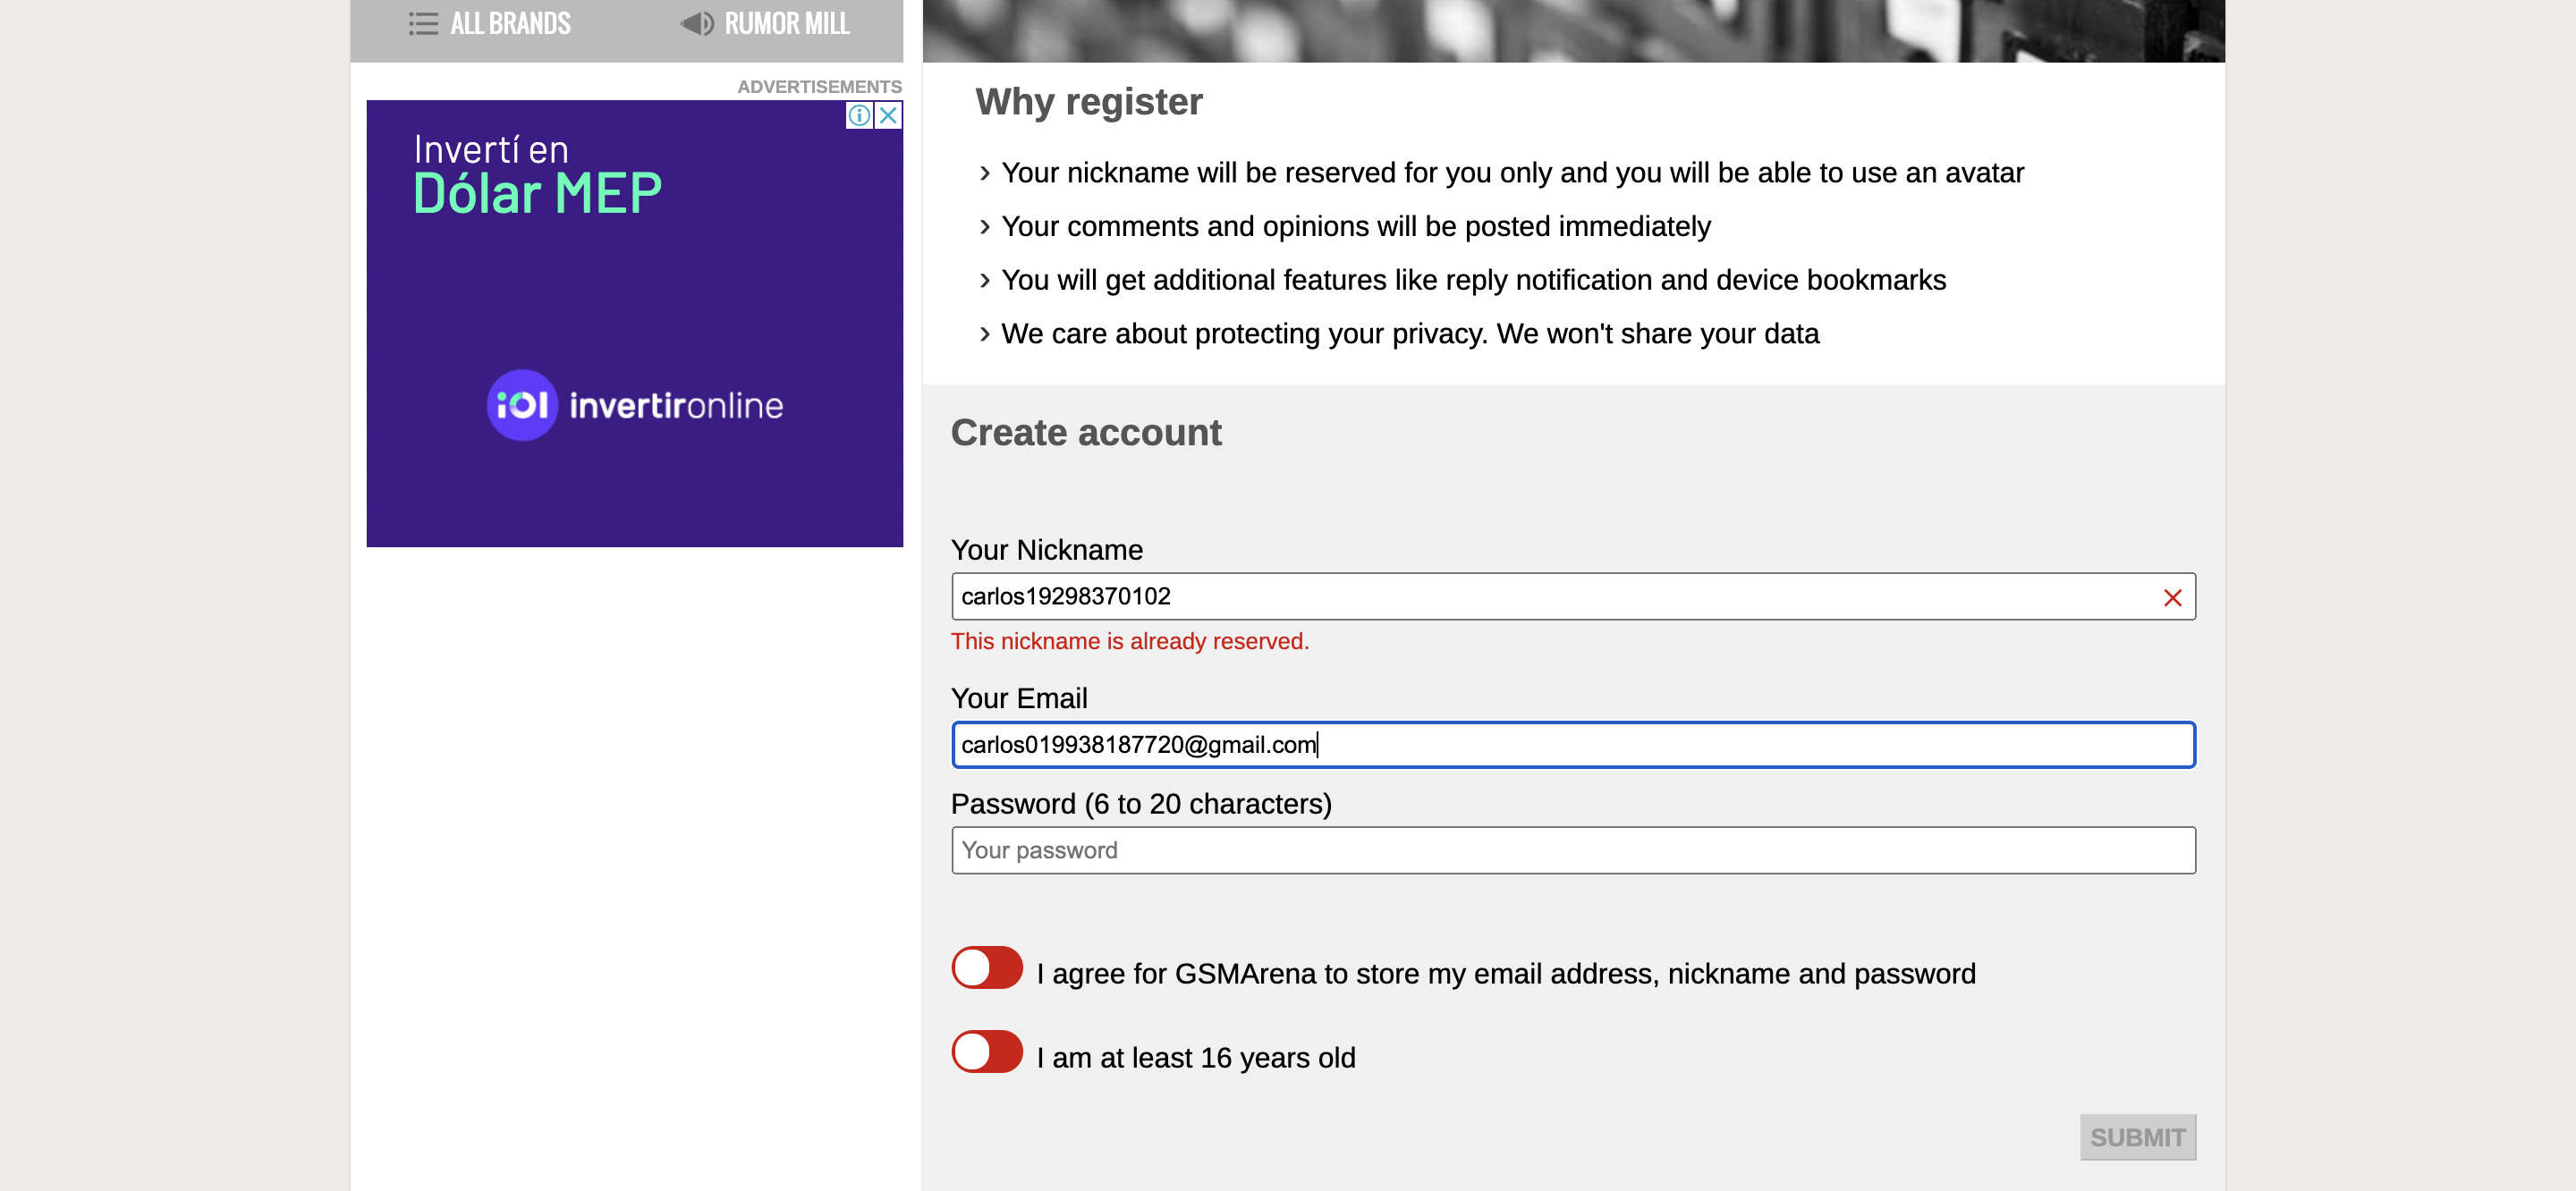 ALL BRANDS
RUMOR MILL
ADVERTISEMENTS
Invertí en
Dólar MEP
iol invertironline
Why register
Your nickname will be reserved for you only and you will be able to use an avatar
Your comments and opinions will be posted immediately
You will get additional features like reply notification and device bookmarks
We care about protecting your privacy. We won't share your data
Create account
Your Nickname
carlos19298370102
This nickname is already reserved.
Your Email
carlos019938187720@gmail.com
Password (6 to 20 characters)
Your password
I agree for GSMArena to store my email address, nickname and password
I am at least 16 years old
SUBMIT